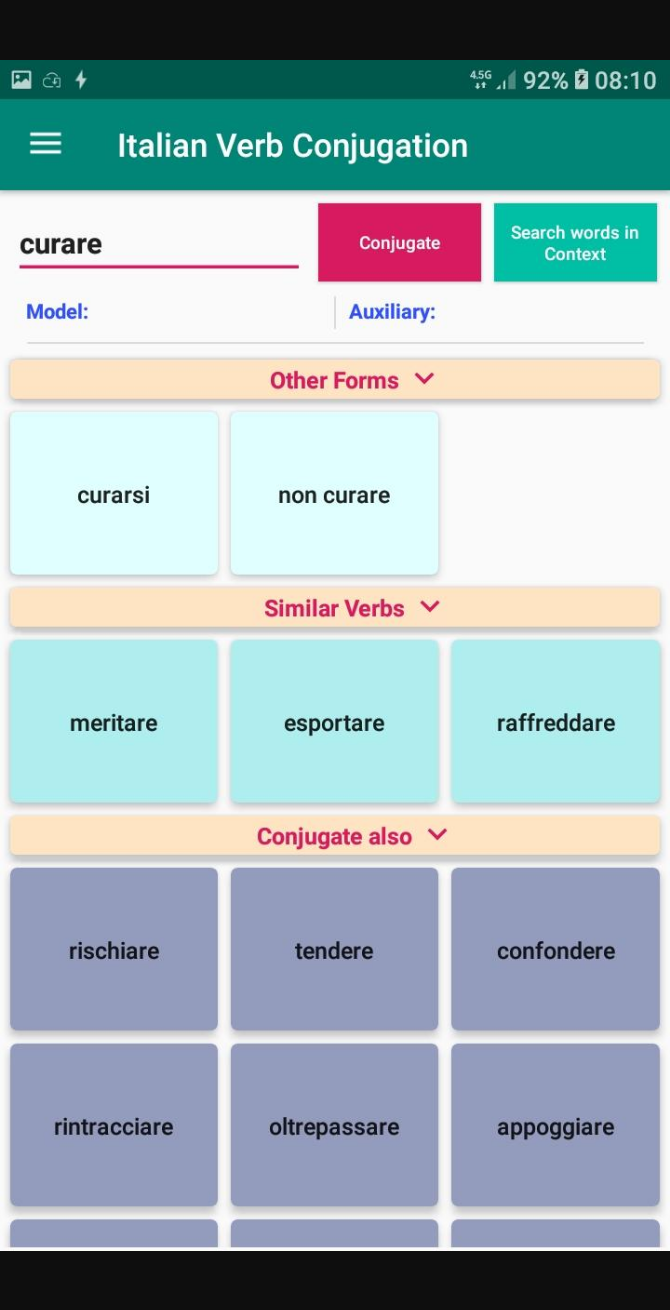 4.5G 92% 08:10
Italian Verb Conjugation
curare
Conjugate
Search words in
Context
Model:
Auxiliary:
Other Forms
curarsi
non curare
Similar Verbs
meritare
esportare
raffreddare
Conjugate also
rischiare
tendere
confondere
rintracciare
oltrepassare
appoggiare